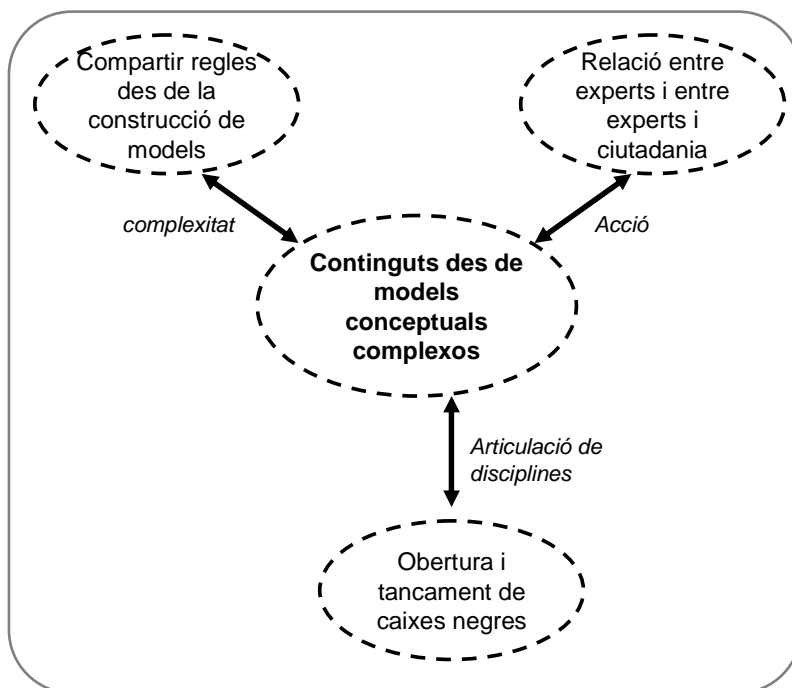 Compartir regles
des de la
construcció de
models
Relació entre
experts i entre
experts i
ciutadania
complexitat
Acció
Continguts des de
models
conceptuals
complexos
Articulació de
disciplines
Obertura i
tancament de
caixes negres